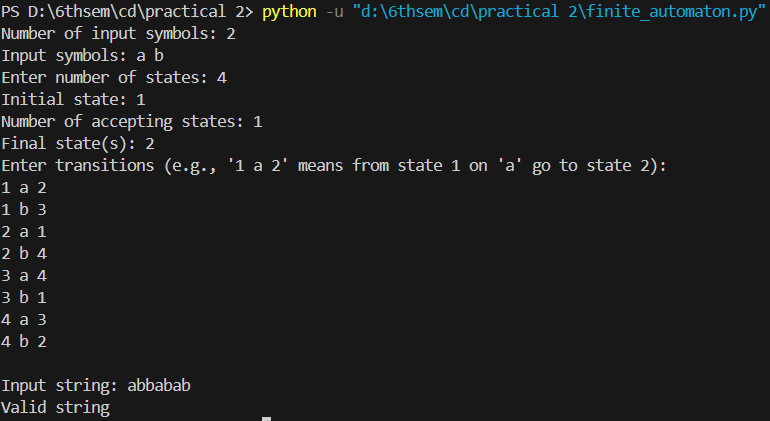 PS D:\6thsem\cd\practical 2> python -u "d:\6thsem\cd\practical 2\finite_automaton.py"
Number of input symbols: 2
Input symbols: a b
Enter number of states: 4
Initial state: 1
Number of accepting states: 1
Final state(s): 2
Enter transitions (e.g., '1 a 2' means from state 1 on 'a' go to state 2):
1 a 2
1 b 3
2 a 1
2 b 4
3 a 4
3 b 1
4 a 3
4 b 2
Input string: abbabab
Valid string